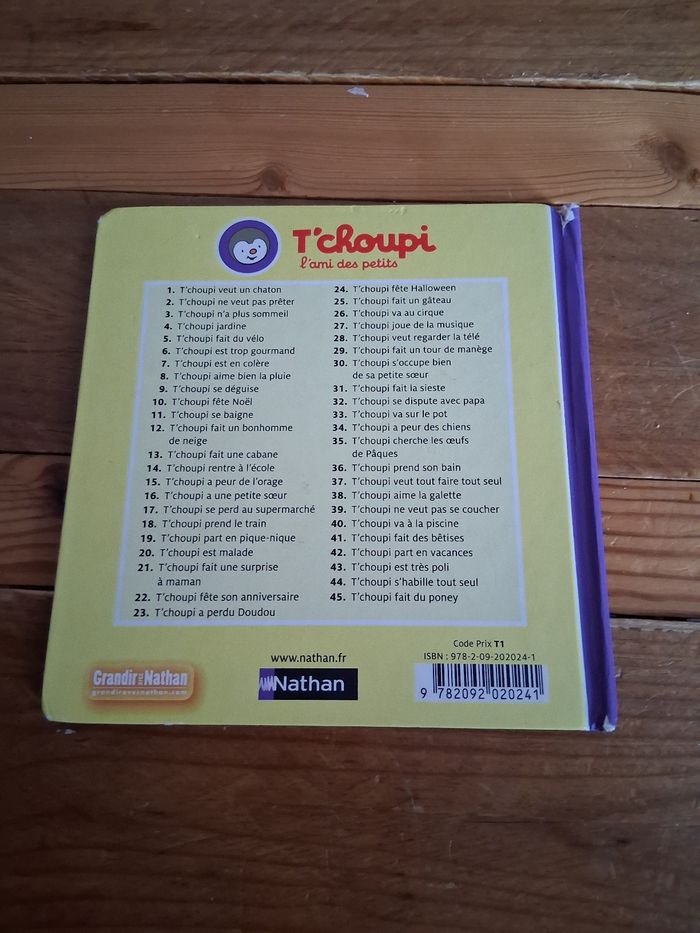 T'choupi
l'ami des petits
1. T'choupi veut un chaton
2. T'choupi ne veut pas prêter
3. T'choupi n'a plus sommeil
4. T'choupi jardine
5. T'choupi fait du vélo
6. T'choupi est trop gourmand
7. T'choupi est en colère
8. T'choupi aime bien la pluie
9. T'choupi se déguise
10. T'choupi fête Noël
11. T'choupi se baigne
12. T'choupi fait un bonhomme
de neige
13. T'choupi fait une cabane
14. T'choupi rentre à l'école
15. T'choupi a peur de l'orage
16. T'choupi a une petite sœur
17. T'choupi se perd au supermarché
18. T'choupi prend le train
19. T'choupi part en pique-nique
20. T'choupi est malade
21. T'choupi fait une surprise
à maman
22. T'choupi fête son anniversaire
23. T'choupi a perdu Doudou
24. T'choupi fête Halloween
25. T'choupi fait un gâteau
26. T'choupi va au cirque
27. T'choupi joue de la musique
28. T'choupi veut regarder la télé
29. T'choupi fait un tour de manège
30. T'choupi s'occupe bien
de sa petite sœur
31. T'choupi fait la sieste
32. T'choupi se dispute avec papa
33. T'choupi va sur le pot
34. T'choupi a peur des chiens
35. T'choupi cherche les œufs
de Pâques
36. T'choupi prend son bain
37. T'choupi veut tout faire tout seul
38. T'choupi aime la galette
39. T'choupi ne veut pas se coucher
40. T'choupi va à la piscine
41. T'choupi fait des bêtises
42. T'choupi part en vacances
43. T'choupi est très poli
44. T'choupi s'habille tout seul
45. T'choupi fait du poney
Grandir avec Nathan
grandiravecnathan.com
www.nathan.fr
Nathan
Code Prix T1
ISBN : 978-2-09-202024-1
9 782092 020241